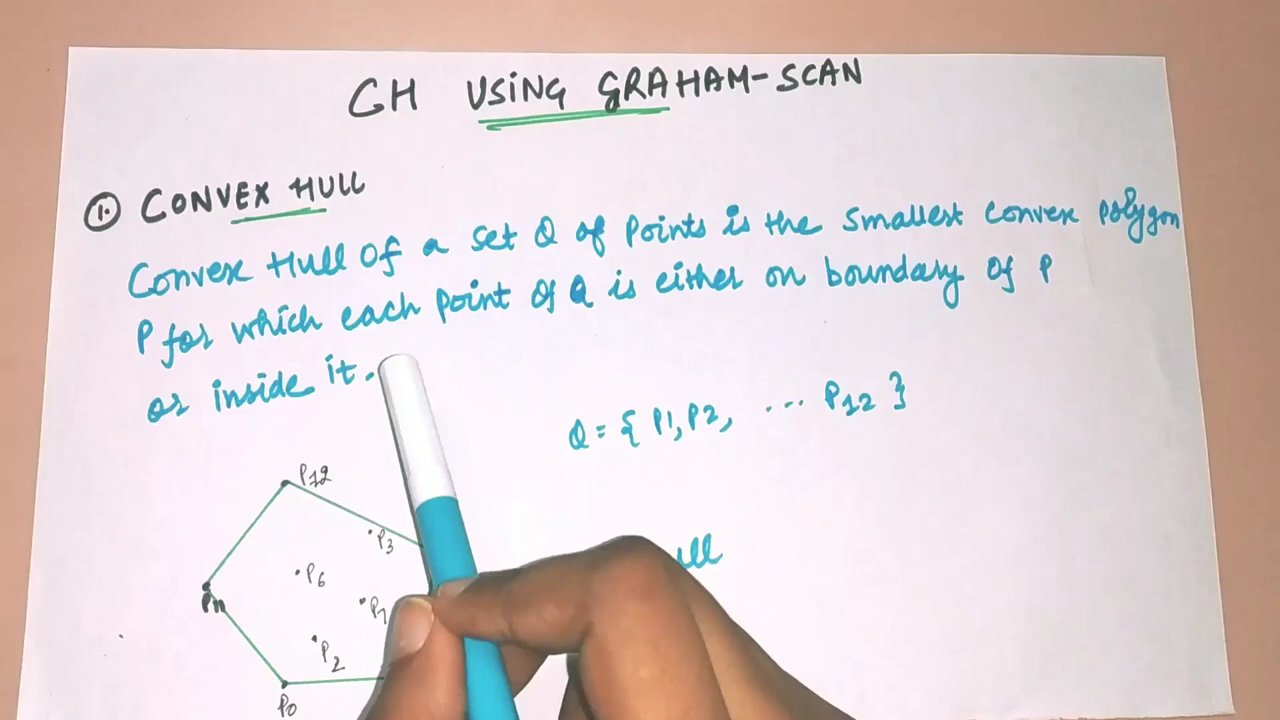 CH USING GRAHAM-SCAN
1. CONVEX HULL
Convex Hull of a set Q of points is the smallest convex polygon
P for which each point of Q is either on boundary of P
or inside it.
Q = { P1, P2, ... P12 }
P12
P3
P6
P11
P7
P2
P0